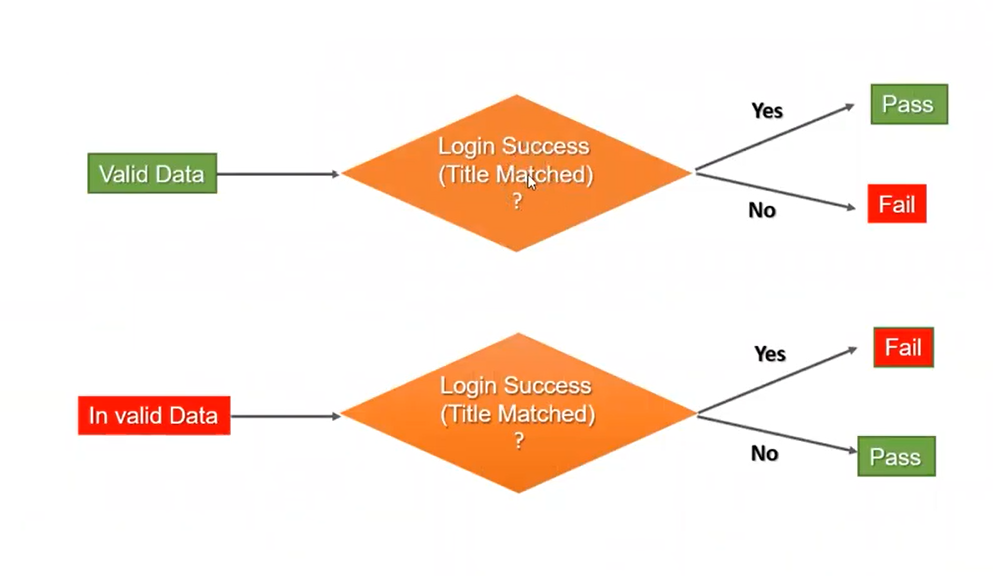 Valid Data
Login Success
(Title Matched)
?
Yes
No
Pass
Fail
In valid Data
Login Success
(Title Matched)
?
Yes
No
Fail
Pass